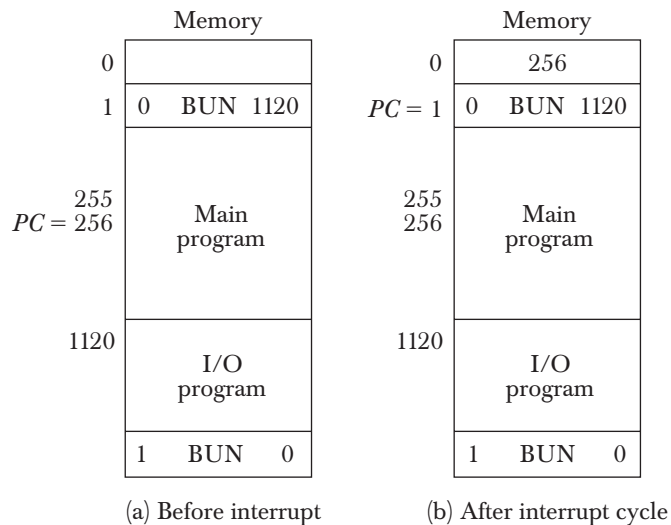 Memory
0
1 0 BUN 1120
255
PC = 256
Main
program
1120
I/O
program
1 BUN 0
(a) Before interrupt
Memory
0 256
PC = 1 0 BUN 1120
255
256
Main
program
1120
I/O
program
1 BUN 0
(b) After interrupt cycle